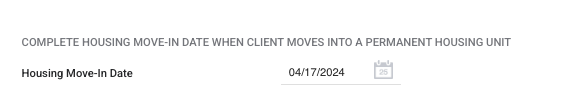 COMPLETE HOUSING MOVE-IN DATE WHEN CLIENT MOVES INTO A PERMANENT HOUSING UNIT
Housing Move-In Date 04/17/2024 25